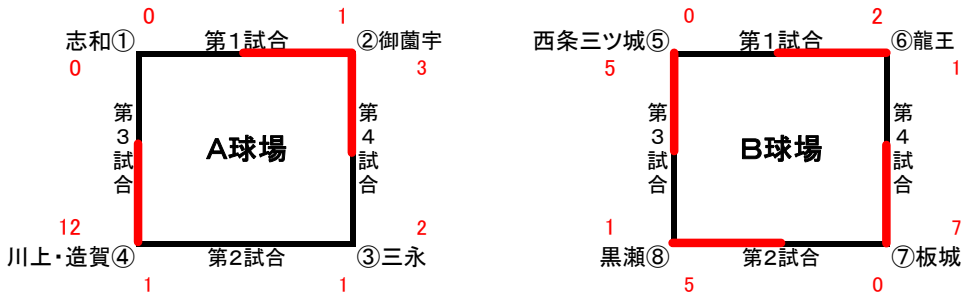 0 1 0 2
志和① 第1試合 ②御薗宇 西条三ツ城⑤ 第1試合 ⑥龍王
0 3 5 1
第3試合 A球場 第4試合 第3試合 B球場 第4試合
12 2 1 7
川上・造賀④ 第2試合 ③三永 黒瀬⑧ 第2試合 ⑦板城
1 1 5 0